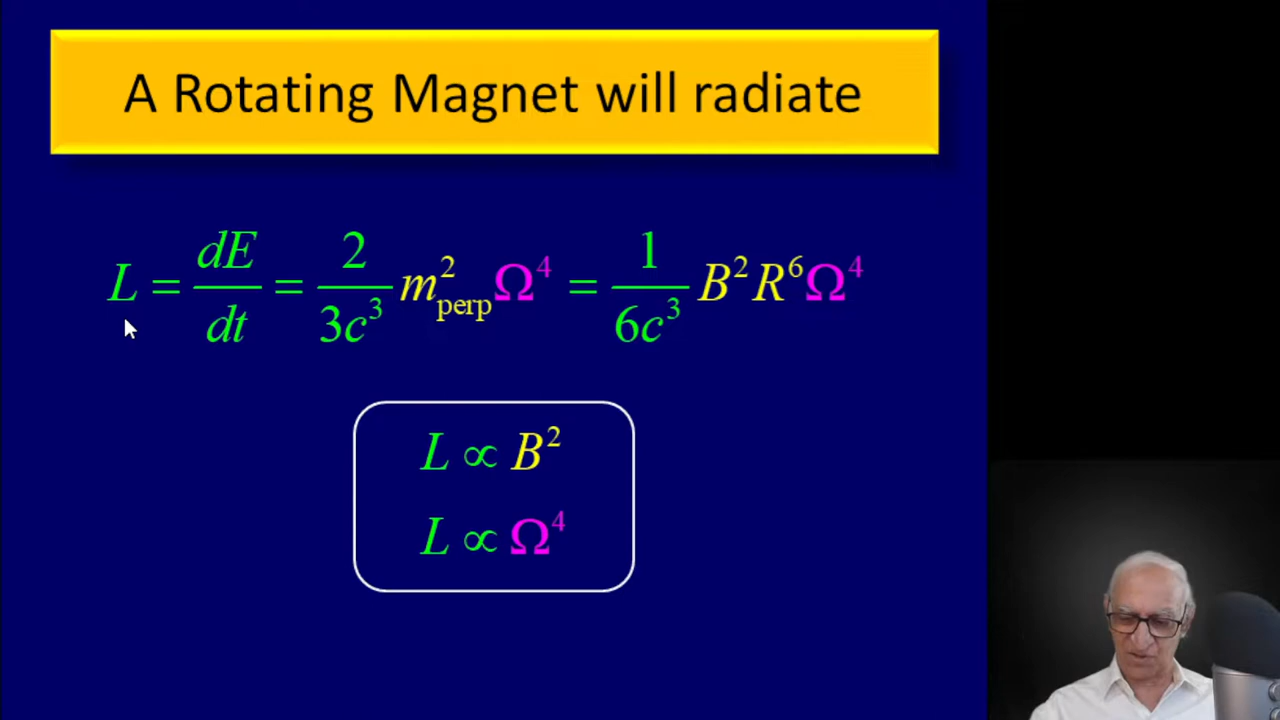 A Rotating Magnet will radiate
L = dE/dt = 2/3c³ m²perp Ω⁴ = 1/6c³ B²R⁶Ω⁴
L ∝ B²
L ∝ Ω⁴